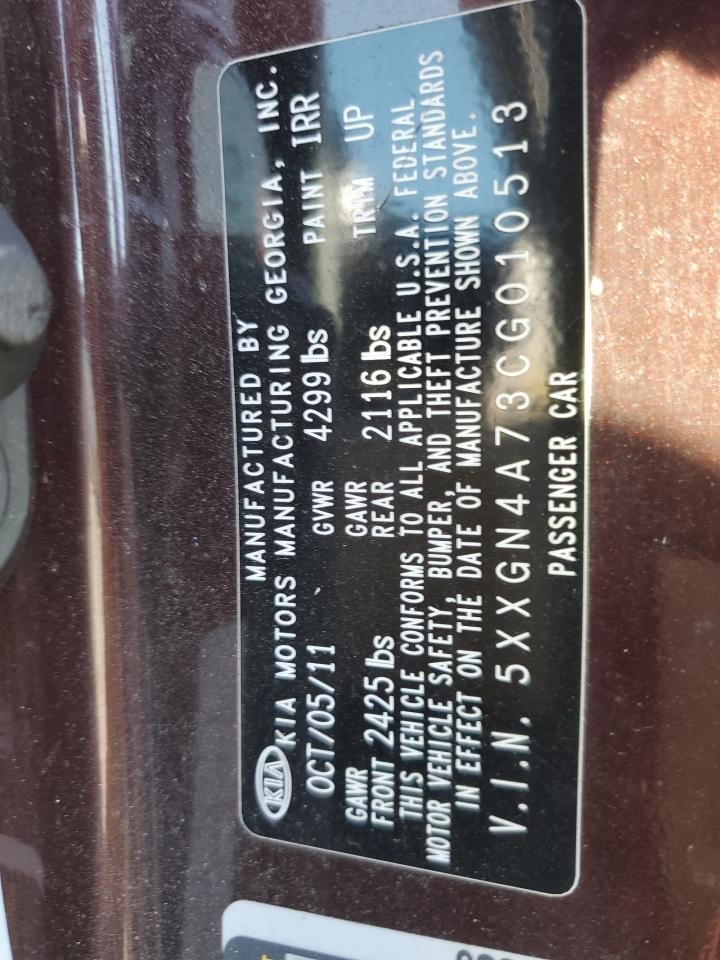 MANUFACTURED BY
KIA KIA MOTORS MANUFACTURING GEORGIA, INC.
OCT/05/11 GVWR 4299 lbs PAINT IRR
GAWR GAWR
FRONT 2425 lbs REAR 2116 lbs TRIM UP
THIS VEHICLE CONFORMS TO ALL APPLICABLE U.S.A. FEDERAL
MOTOR VEHICLE SAFETY, BUMPER, AND THEFT PREVENTION STANDARDS
IN EFFECT ON THE DATE OF MANUFACTURE SHOWN ABOVE.
V.I.N. 5XXGN4A73CG010513
PASSENGER CAR